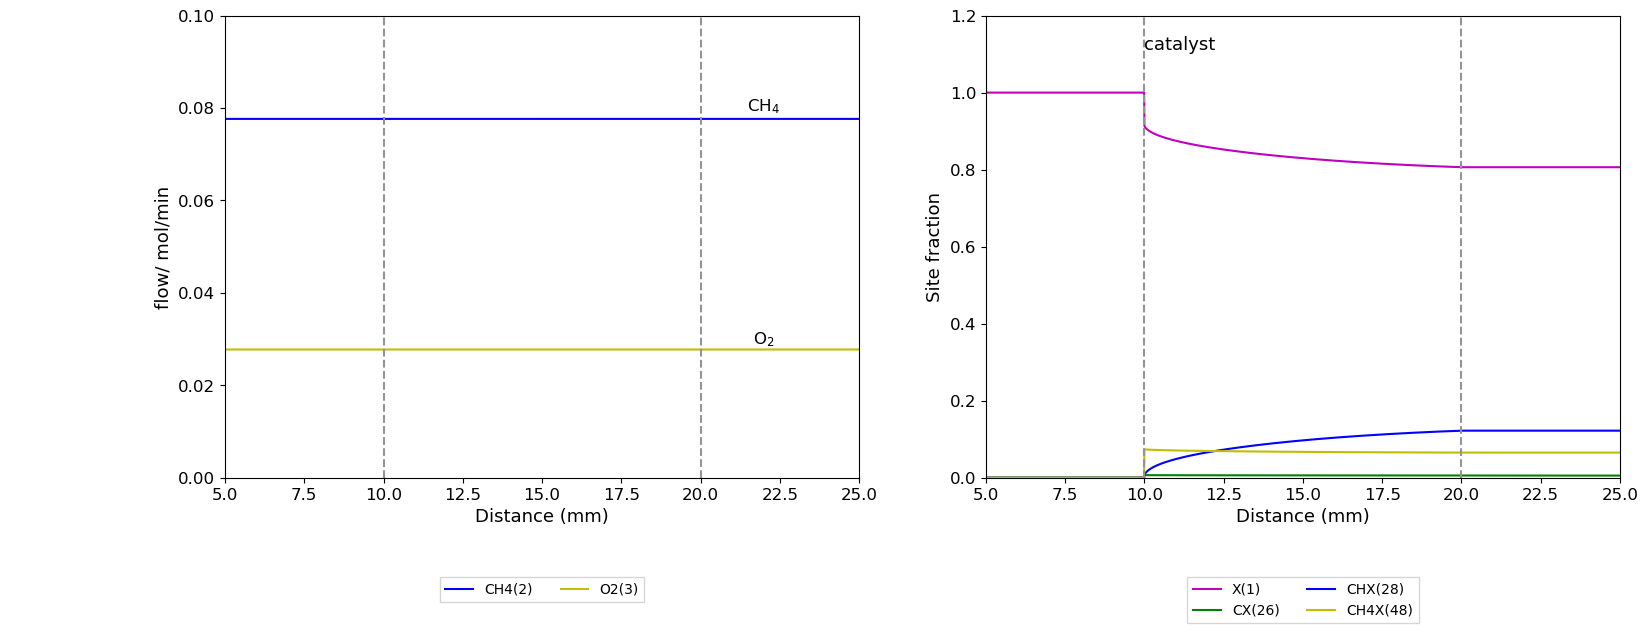 0.10
0.08
0.06
0.04
0.02
0.00
flow/ mol/min
CH₄
O₂
5.0 7.5 10.0 12.5 15.0 17.5 20.0 22.5 25.0
Distance (mm)
CH4(2) O2(3)
1.2
1.0
0.8
0.6
0.4
0.2
0.0
Site fraction
catalyst
5.0 7.5 10.0 12.5 15.0 17.5 20.0 22.5 25.0
Distance (mm)
X(1) CHX(28)
CX(26) CH4X(48)